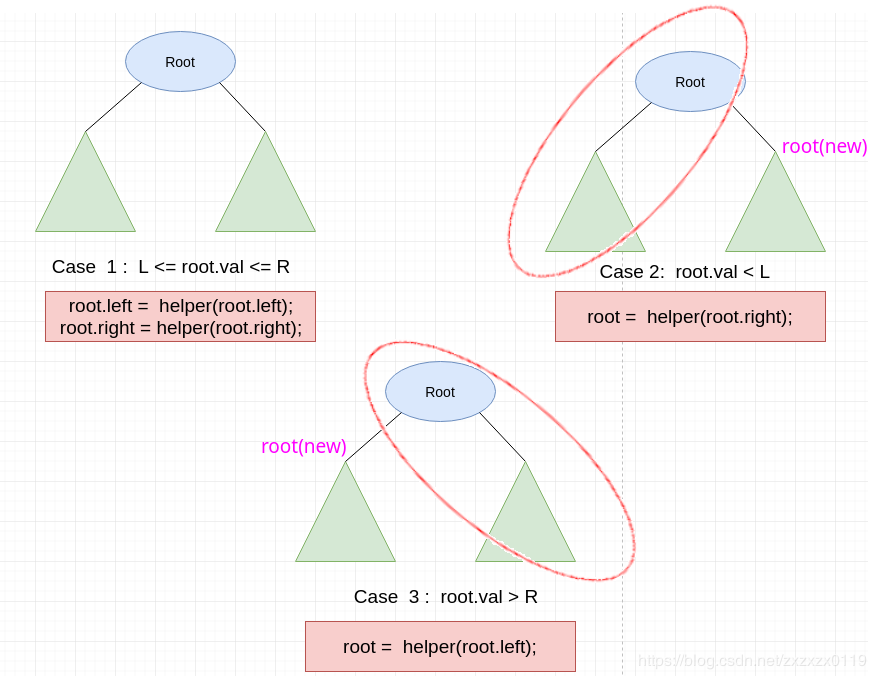 Root
Case 1 : L <= root.val <= R
root.left = helper(root.left);
root.right = helper(root.right);
Root
root(new)
Case 2: root.val < L
root = helper(root.right);
Root
root(new)
Case 3 : root.val > R
root = helper(root.left);
https://blog.csdn.net/zxzxzx0119